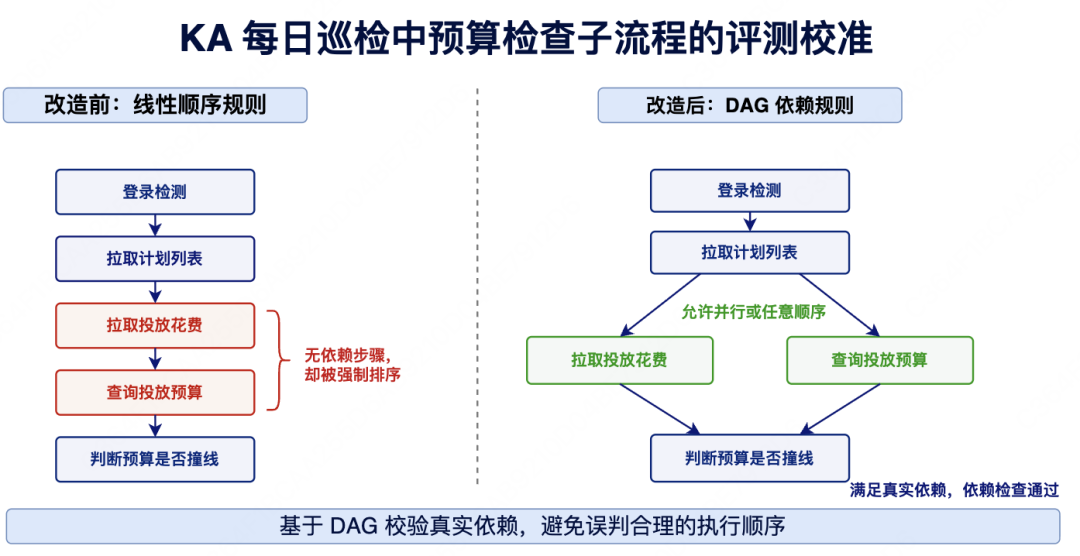 KA 每日巡检中预算检查子流程的评测校准
改造前：线性顺序规则
登录检测
拉取计划列表
拉取投放花费
查询投放预算
判断预算是否撞线
无依赖步骤，
却被强制排序
改造后：DAG 依赖规则
登录检测
拉取计划列表
允许并行或任意顺序
拉取投放花费
查询投放预算
判断预算是否撞线
满足真实依赖，依赖检查通过
基于 DAG 校验真实依赖，避免误判合理的执行顺序